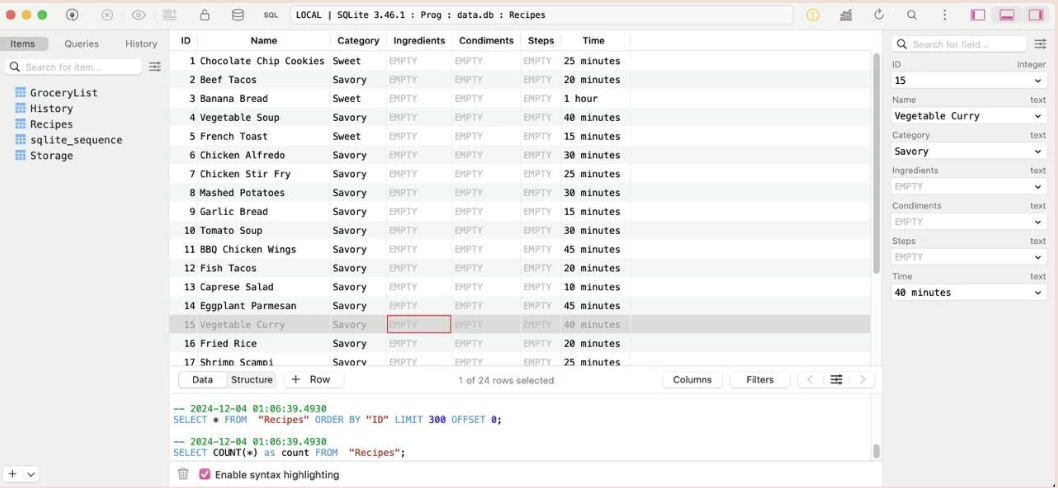 SQL LOCAL | SQLite 3.46.1 : Prog : data.db : Recipes
Items Queries History
Search for item...
GroceryList
History
Recipes
sqlite_sequence
Storage
ID Name Category Ingredients Condiments Steps Time
1 Chocolate Chip Cookies Sweet EMPTY EMPTY EMPTY 25 minutes
2 Beef Tacos Savory EMPTY EMPTY EMPTY 20 minutes
3 Banana Bread Sweet EMPTY EMPTY EMPTY 1 hour
4 Vegetable Soup Savory EMPTY EMPTY EMPTY 40 minutes
5 French Toast Sweet EMPTY EMPTY EMPTY 15 minutes
6 Chicken Alfredo Savory EMPTY EMPTY EMPTY 30 minutes
7 Chicken Stir Fry Savory EMPTY EMPTY EMPTY 25 minutes
8 Mashed Potatoes Savory EMPTY EMPTY EMPTY 30 minutes
9 Garlic Bread Savory EMPTY EMPTY EMPTY 15 minutes
10 Tomato Soup Savory EMPTY EMPTY EMPTY 30 minutes
11 BBQ Chicken Wings Savory EMPTY EMPTY EMPTY 45 minutes
12 Fish Tacos Savory EMPTY EMPTY EMPTY 20 minutes
13 Caprese Salad Savory EMPTY EMPTY EMPTY 10 minutes
14 Eggplant Parmesan Savory EMPTY EMPTY EMPTY 45 minutes
15 Vegetable Curry Savory EMPTY EMPTY EMPTY 40 minutes
16 Fried Rice Savory EMPTY EMPTY EMPTY 20 minutes
17 Shrimp Scampi Savory EMPTY EMPTY EMPTY 25 minutes
Data Structure + Row 1 of 24 rows selected Columns Filters
-- 2024-12-04 01:06:39.4930
SELECT * FROM "Recipes" ORDER BY "ID" LIMIT 300 OFFSET 0;
-- 2024-12-04 01:06:39.4930
SELECT COUNT(*) as count FROM "Recipes";
Enable syntax highlighting
Search for field...
ID integer
15
Name text
Vegetable Curry
Category text
Savory
Ingredients text
EMPTY
Condiments text
EMPTY
Steps text
EMPTY
Time text
40 minutes